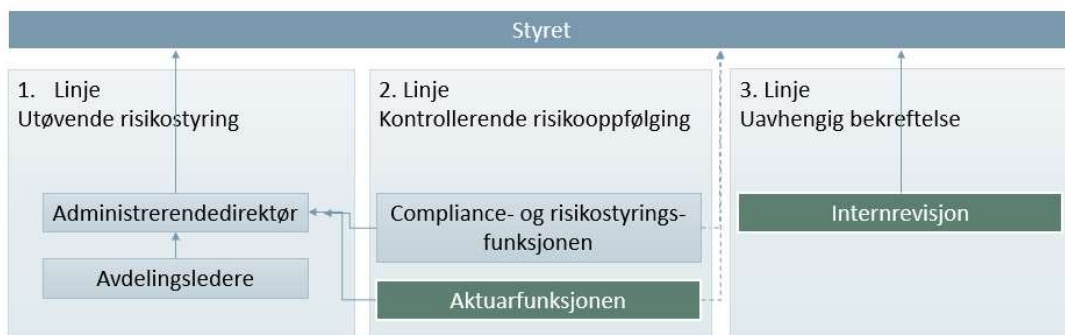 Styret
1. Linje
Utøvende risikostyring
Administrerendedirektør
Avdelingsledere
2. Linje
Kontrollerende risikooppfølging
Compliance- og risikostyrings-
funksjonen
Aktuarfunksjonen
3. Linje
Uavhengig bekreftelse
Internrevisjon